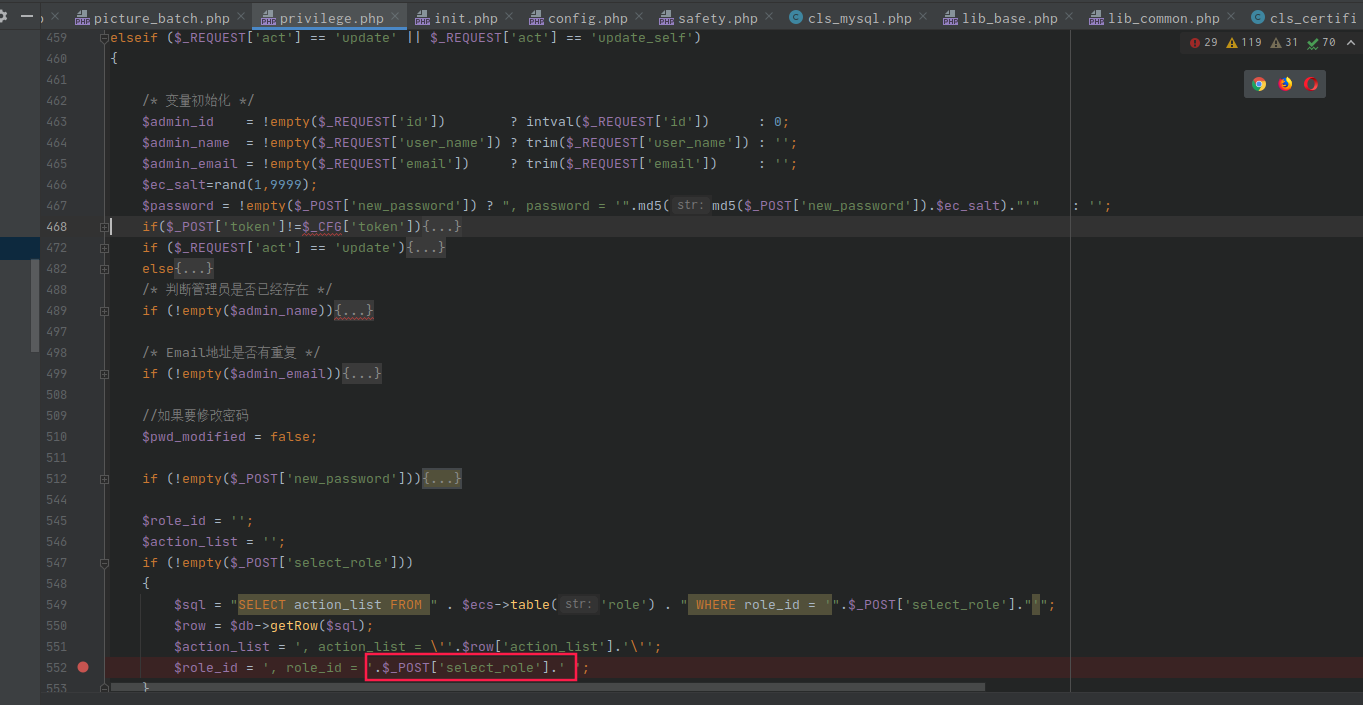 picture_batch.php privilege.php init.php config.php safety.php cls_mysql.php lib_base.php lib_common.php cls_certifi
29 119 31 70
459 elseif ($_REQUEST['act'] == 'update' || $_REQUEST['act'] == 'update_self')
460 {
461
462 /* 变量初始化 */
463 $admin_id    = !empty($_REQUEST['id'])        ? intval($_REQUEST['id'])      : 0;
464 $admin_name  = !empty($_REQUEST['user_name']) ? trim($_REQUEST['user_name']) : '';
465 $admin_email = !empty($_REQUEST['email'])     ? trim($_REQUEST['email'])     : '';
466 $ec_salt=rand(1,9999);
467 $password = !empty($_POST['new_password']) ? ", password = '".md5( str: md5($_POST['new_password']).$ec_salt)."'"    : '';
468 if($_POST['token']!=$_CFG['token']){...}
472 if ($_REQUEST['act'] == 'update'){...}
482 else{...}
488 /* 判断管理员是否已经存在 */
489 if (!empty($admin_name)){...}
497
498 /* Email地址是否有重复 */
499 if (!empty($admin_email)){...}
508
509 //如果要修改密码
510 $pwd_modified = false;
511
512 if (!empty($_POST['new_password'])){...}
544
545 $role_id = '';
546 $action_list = '';
547 if (!empty($_POST['select_role']))
548 {
549 $sql = "SELECT action_list FROM " . $ecs->table( str: 'role') . " WHERE role_id = '".$_POST['select_role']."'";
550 $row = $db->getRow($sql);
551 $action_list = ', action_list = \''.$row['action_list'].'\'';
552 $role_id = ', role_id = '.$_POST['select_role'].' ';
553 }